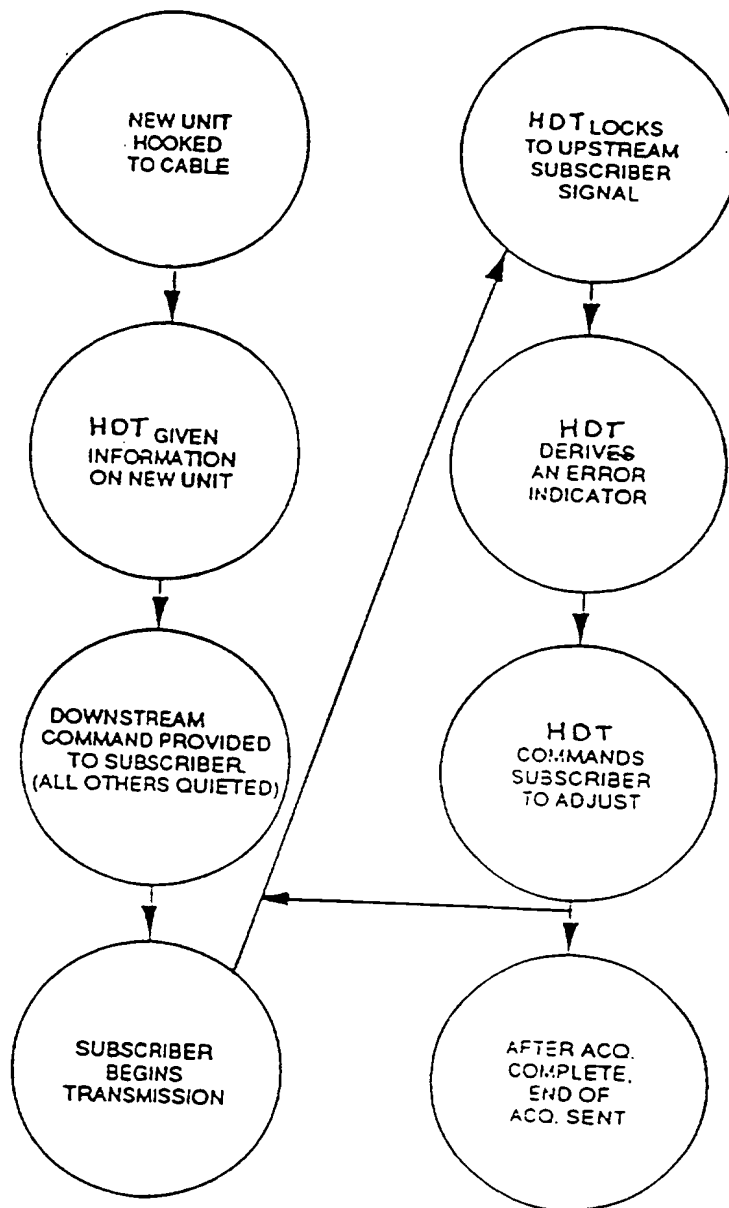 NEW UNIT
HOOKED
TO CABLE
HDT GIVEN
INFORMATION
ON NEW UNIT
DOWNSTREAM
COMMAND PROVIDED
TO SUBSCRIBER.
(ALL OTHERS QUIETED)
SUBSCRIBER
BEGINS
TRANSMISSION
HDT LOCKS
TO UPSTREAM
SUBSCRIBER
SIGNAL
HDT
DERIVES
AN ERROR
INDICATOR
HDT
COMMANDS
SUBSCRIBER
TO ADJUST
AFTER ACQ.
COMPLETE,
END OF
ACQ. SENT